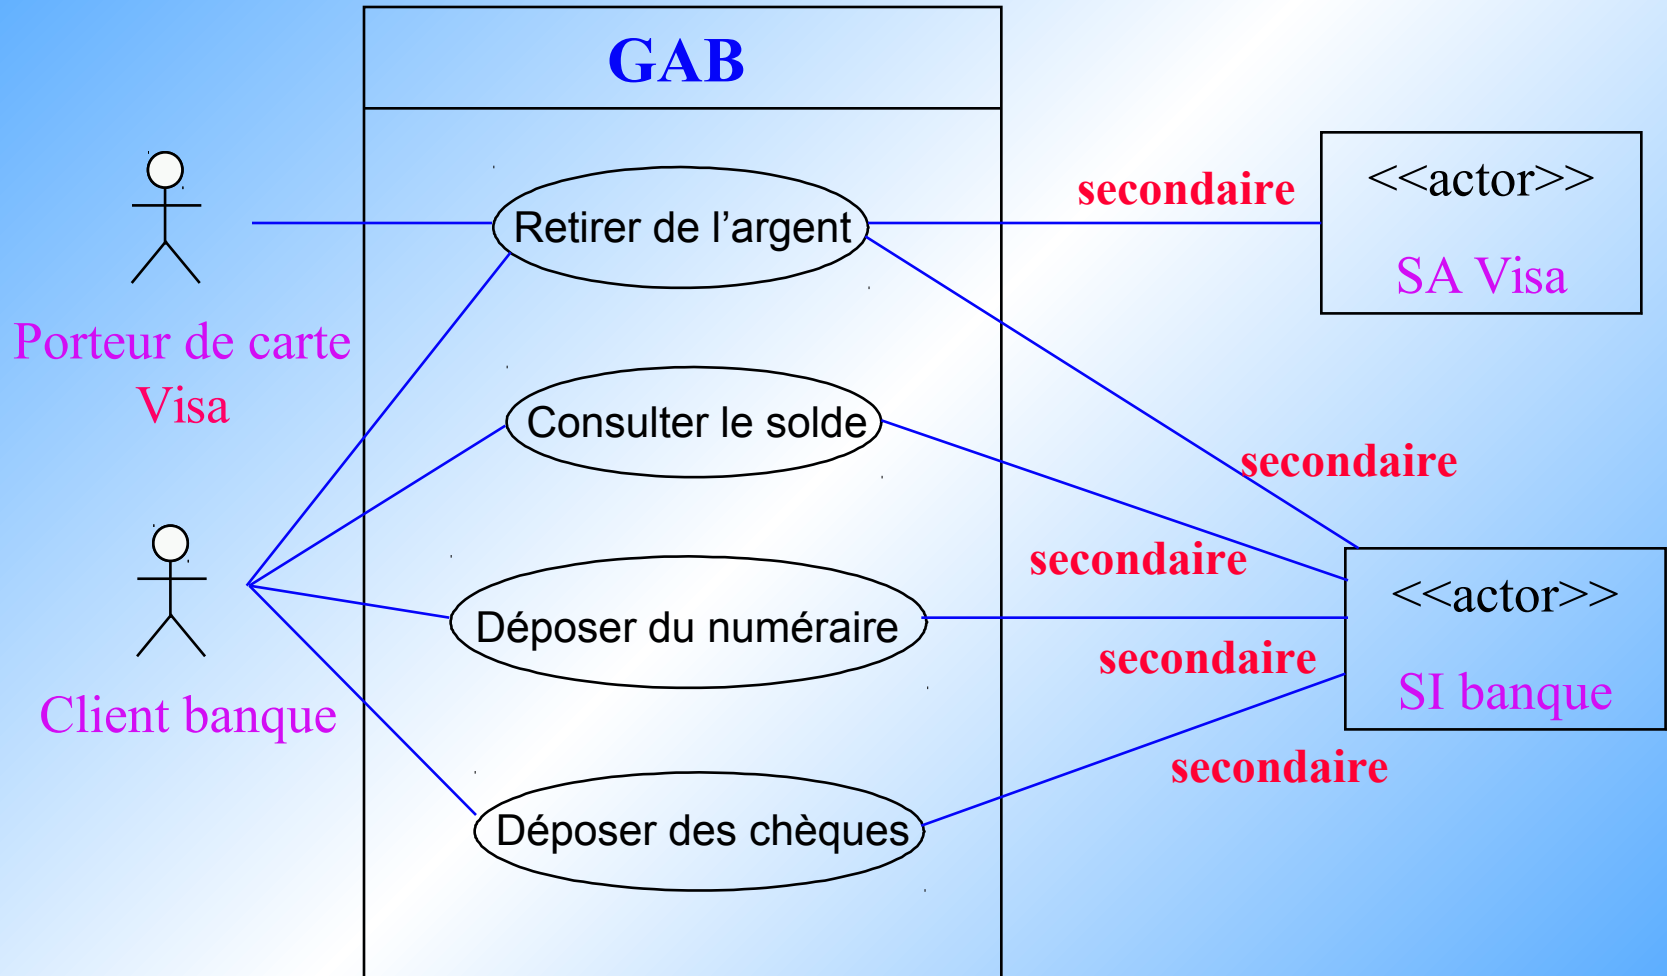 GAB
Retirer de l’argent
secondaire
<<actor>>
SA Visa
Porteur de carte
Visa
Consulter le solde
secondaire
secondaire
<<actor>>
Déposer du numéraire
secondaire
SI banque
Client banque
secondaire
Déposer des chèques